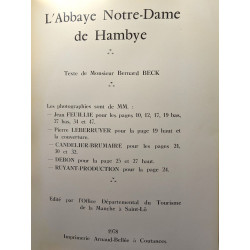 L'Abbaye Notre-Dame
de Hambye
Texte de Monsieur Bernard BECK
Les photographies sont de MM. :
— Jean FEUILLIE pour les pages 10, 12, 17, 19 bas,
27 bas, 34 et 47.
— Pierre LEBERRUYER pour la page 19 haut et
la couverture.
— CANDELIER-BRUMAIRE pour les pages 24,
30 et 32.
— DERON pour la page 25 et 27 haut.
— RUYANT-PRODUCTION pour la page 28.
Edité par l'Office Départemental du Tourisme
de la Manche à Saint-Lô
1978
Imprimerie Arnaud-Bellée à Coutances